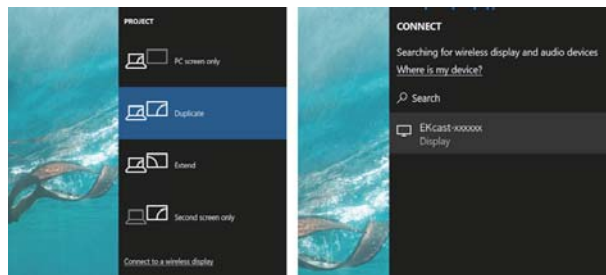 PROJECT
PC screen only
Duplicate
Extend
Second screen only
Connect to a wireless display
CONNECT
Searching for wireless display and audio devices
Where is my device?
Search
EKcast-xxxxxx
Display